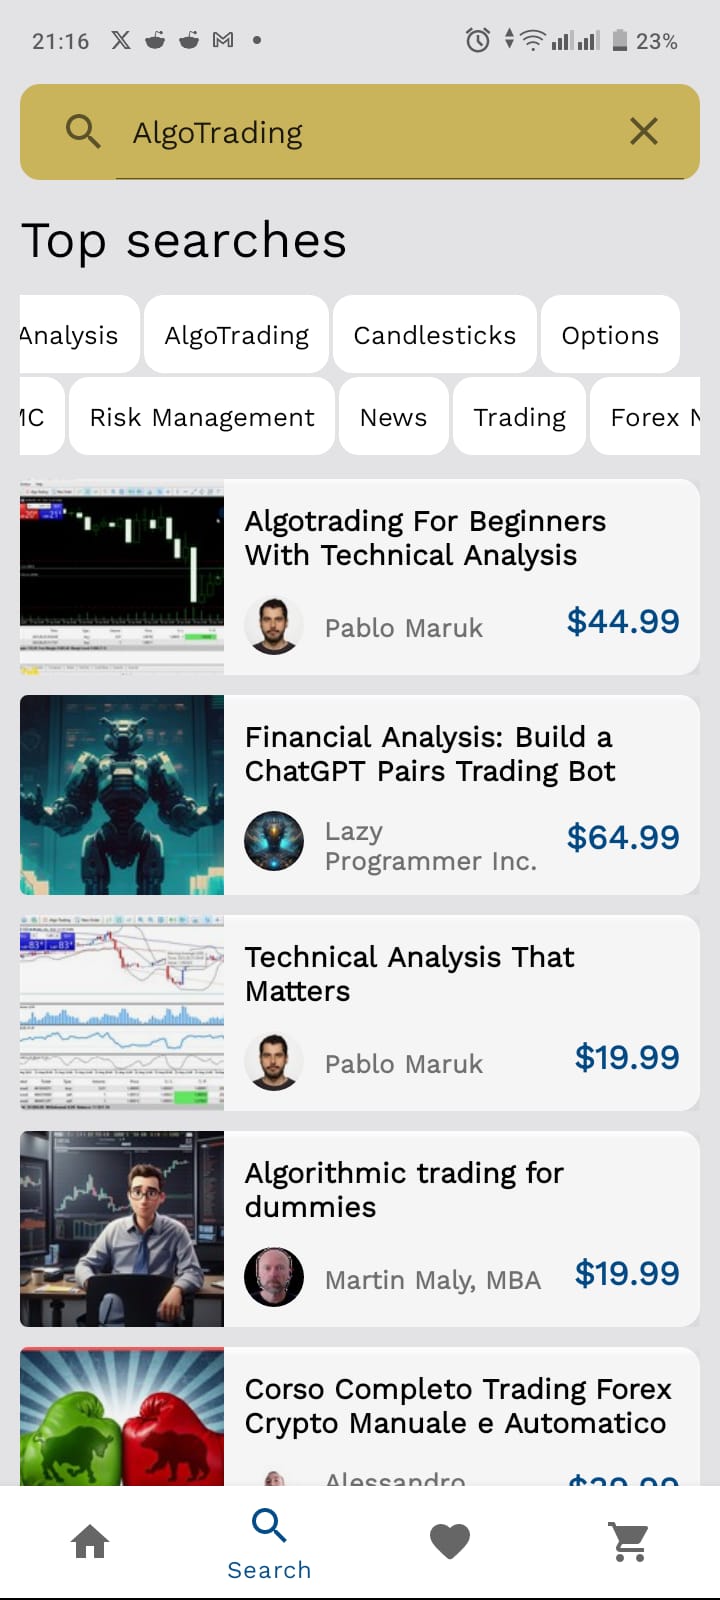 21:16
23%
AlgoTrading
Top searches
Analysis
AlgoTrading
Candlesticks
Options
Risk Management
News
Trading
Forex
Algotrading For Beginners
With Technical Analysis
Pablo Maruk
$44.99
Financial Analysis: Build a
ChatGPT Pairs Trading Bot
Lazy
Programmer Inc.
$64.99
Technical Analysis That
Matters
Pablo Maruk
$19.99
Algorithmic trading for
dummies
Martin Maly, MBA
$19.99
Corso Completo Trading Forex
Crypto Manuale e Automatico
Alessandro
Search